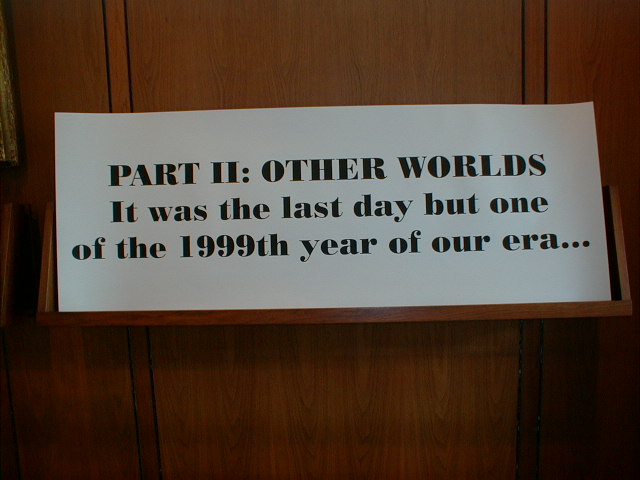 PART II: OTHER WORLDS
It was the last day but one
of the 1999th year of our era...